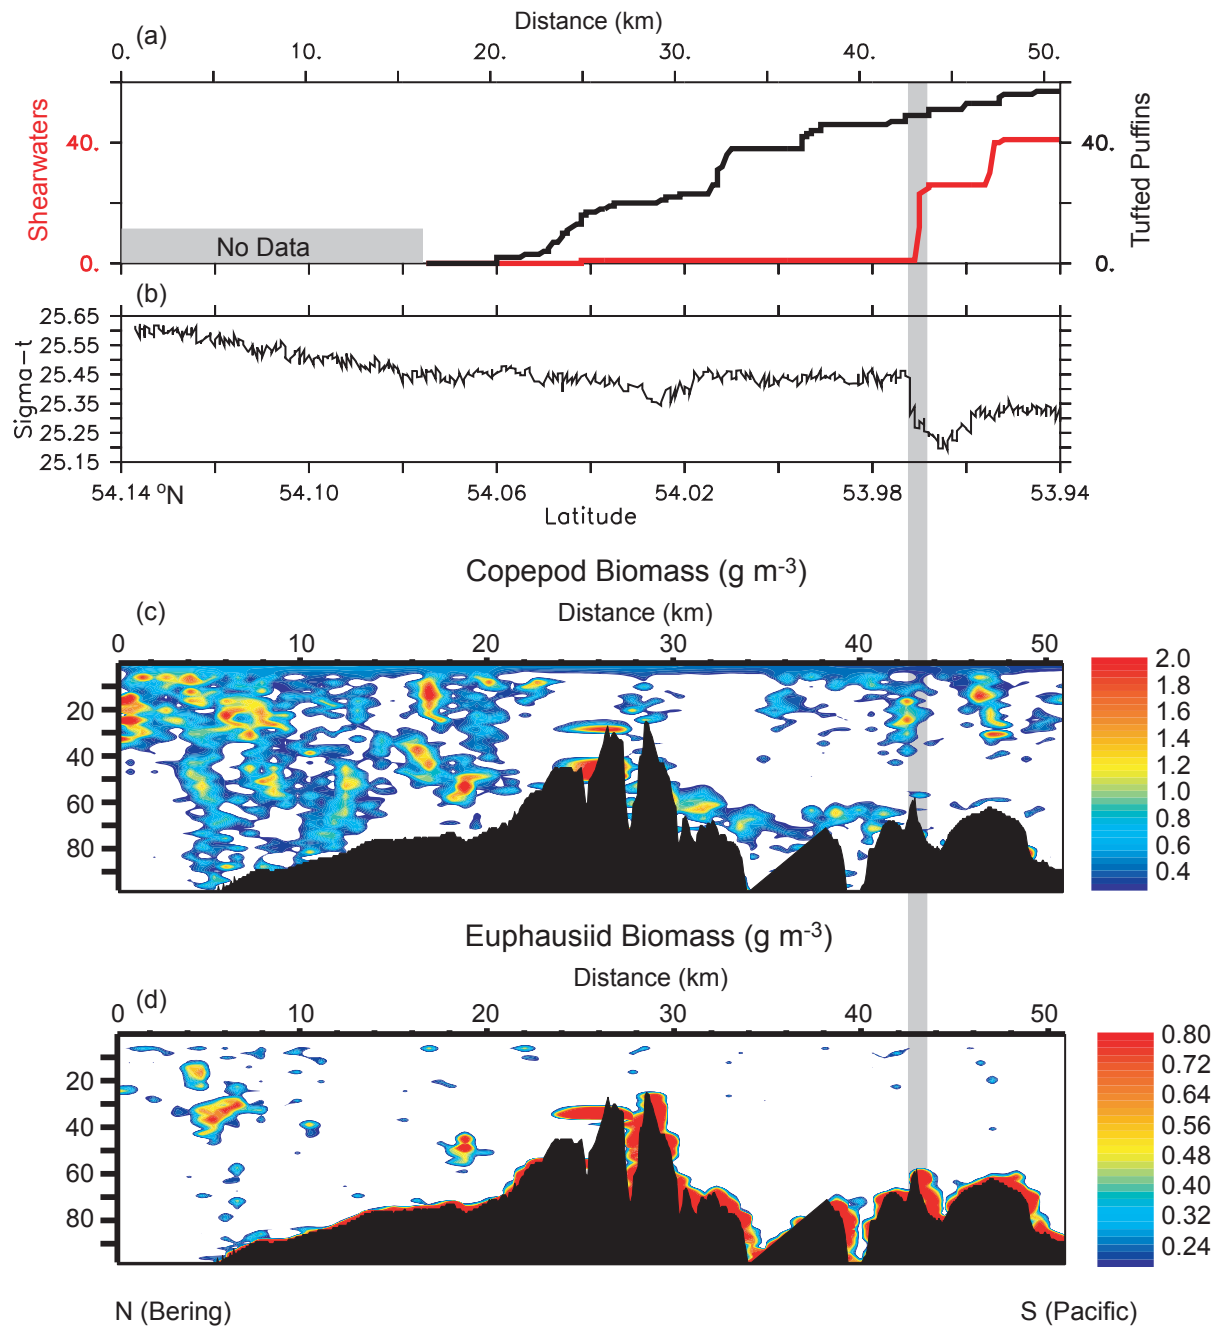 Distance (km)
(a)
0. 10. 20. 30. 40. 50.
Shearwaters
40.
0.
No Data
40.
0.
Tufted Puffins
(b)
Sigma-t
25.65
25.55
25.45
25.35
25.25
25.15
54.14 °N 54.10 54.06 54.02 53.98 53.94
Latitude
Copepod Biomass (g m-3)
(c)
Distance (km)
0 10 20 30 40 50
20
40
60
80
2.0
1.8
1.6
1.4
1.2
1.0
0.8
0.6
0.4
Euphausiid Biomass (g m-3)
Distance (km)
(d)
0 10 20 30 40 50
20
40
60
80
0.80
0.72
0.64
0.56
0.48
0.40
0.32
0.24
N (Bering) S (Pacific)